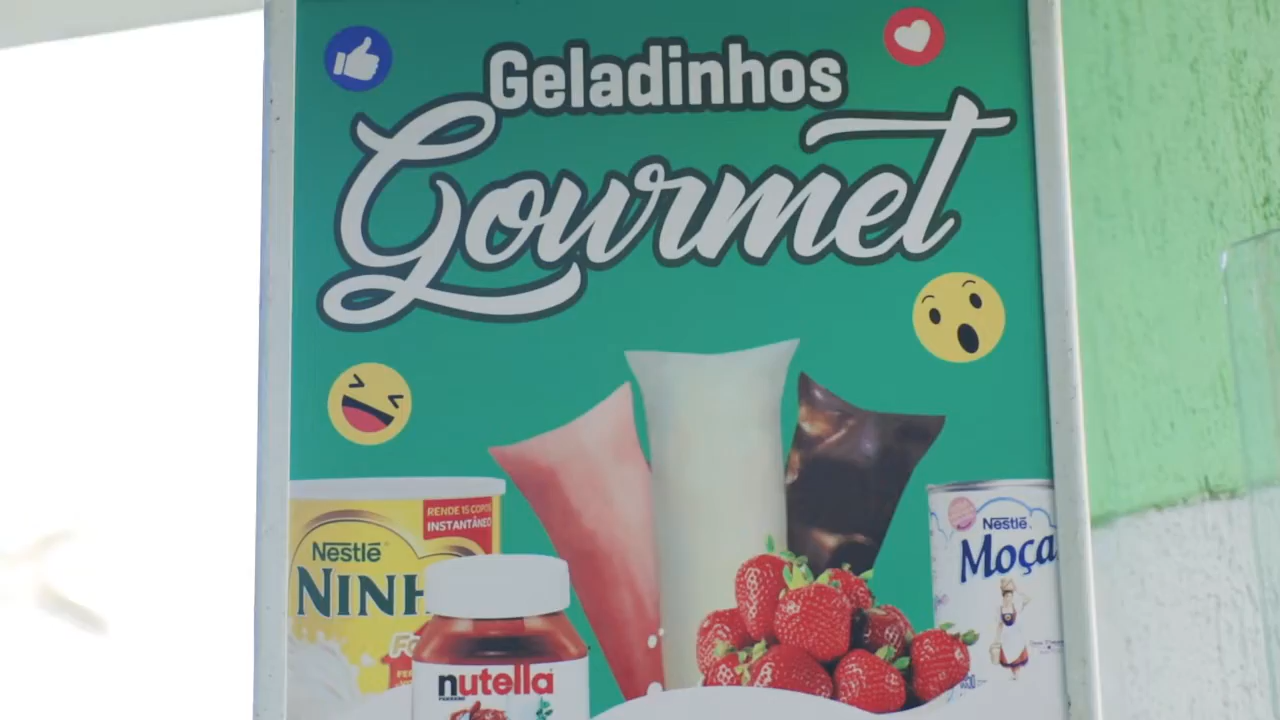 Geladinhos
Gourmet
RENDE 15 COPOS
INSTANTÂNEO
Nestlé
NINH
Nestlé
Moça
nutella